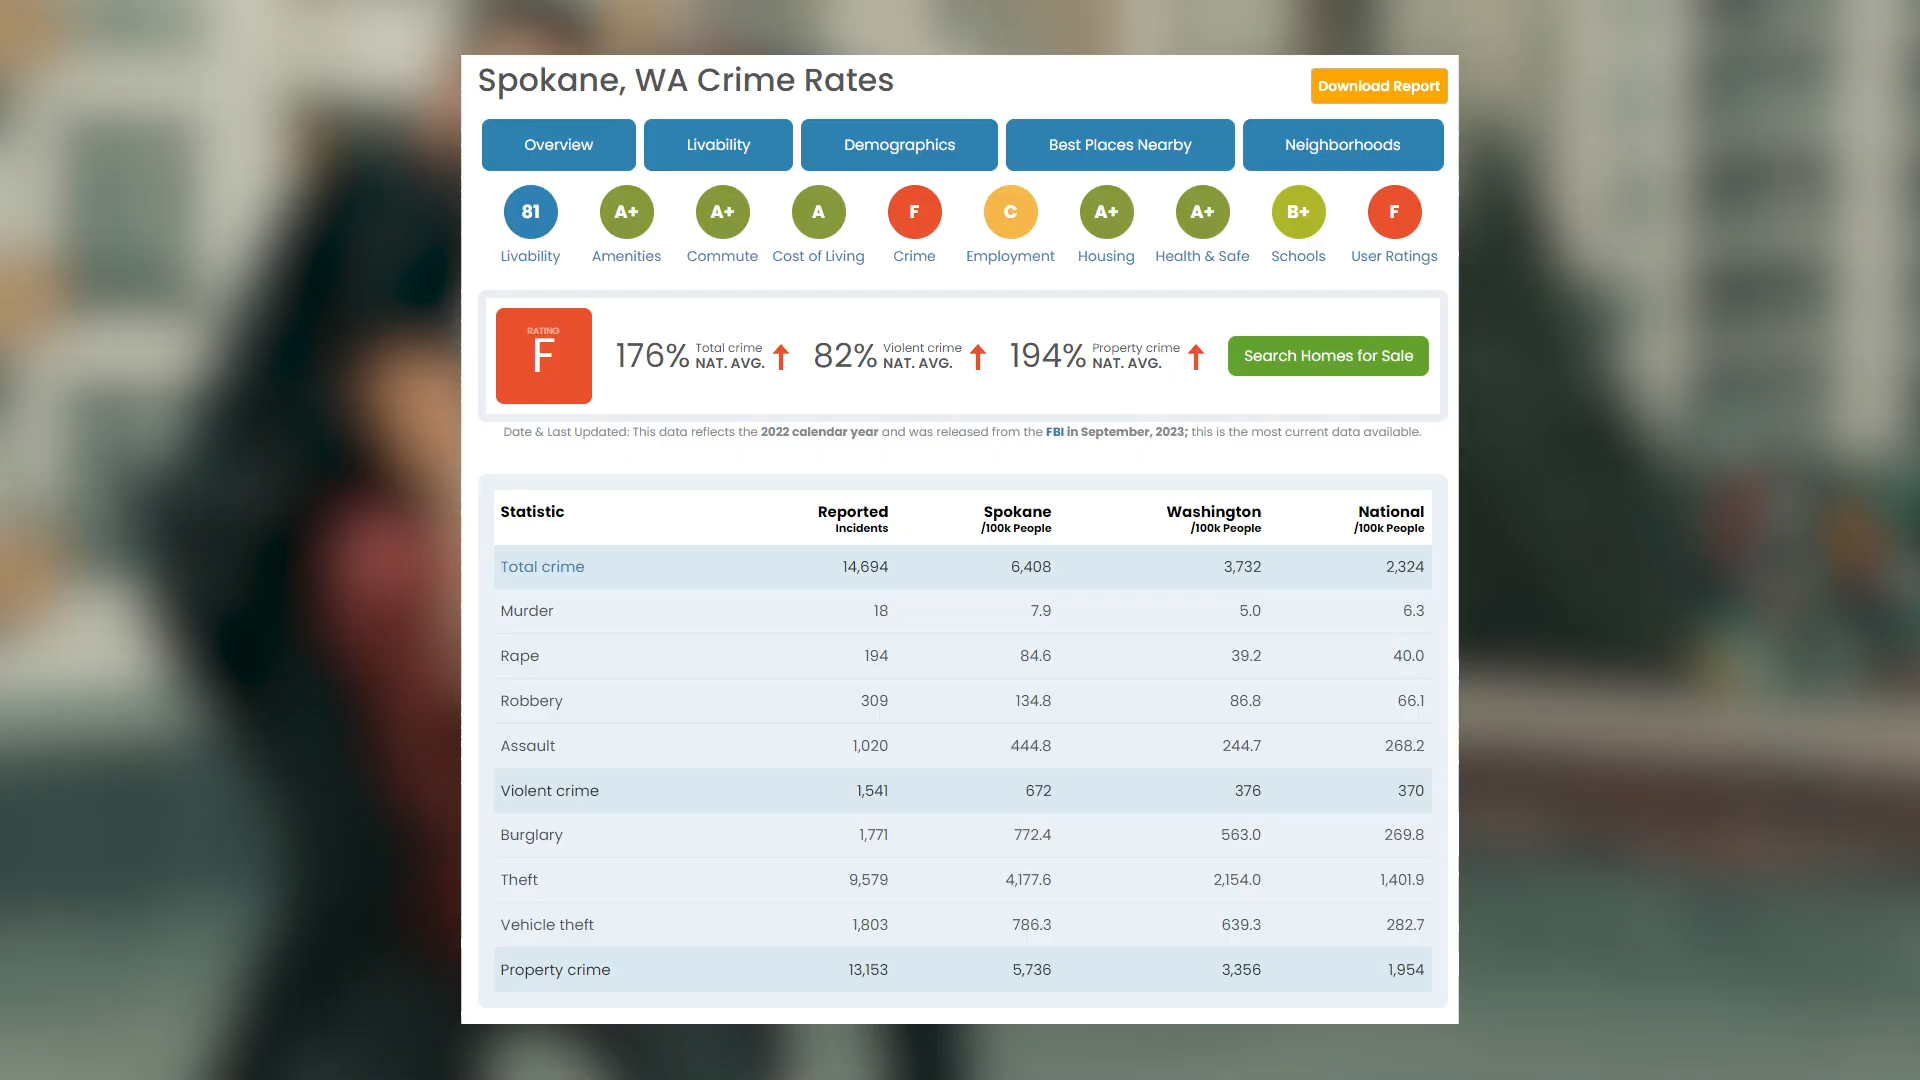 Spokane, WA Crime Rates
Download Report
Overview Livability Demographics Best Places Nearby Neighborhoods
81 A+ A+ A F C A+ A+ B+ F
Livability Amenities Commute Cost of Living Crime Employment Housing Health & Safe Schools User Ratings
RATING
F
176% Total crime NAT. AVG. 82% Violent crime NAT. AVG. 194% Property crime NAT. AVG. Search Homes for Sale
Date & Last Updated: This data reflects the 2022 calendar year and was released from the FBI in September, 2023; this is the most current data available.
Statistic Reported Spokane Washington National
Incidents /100k People /100k People /100k People
Total crime 14,694 6,408 3,732 2,324
Murder 18 7.9 5.0 6.3
Rape 194 84.6 39.2 40.0
Robbery 309 134.8 86.8 66.1
Assault 1,020 444.8 244.7 268.2
Violent crime 1,541 672 376 370
Burglary 1,771 772.4 563.0 269.8
Theft 9,579 4,177.6 2,154.0 1,401.9
Vehicle theft 1,803 786.3 639.3 282.7
Property crime 13,153 5,736 3,356 1,954